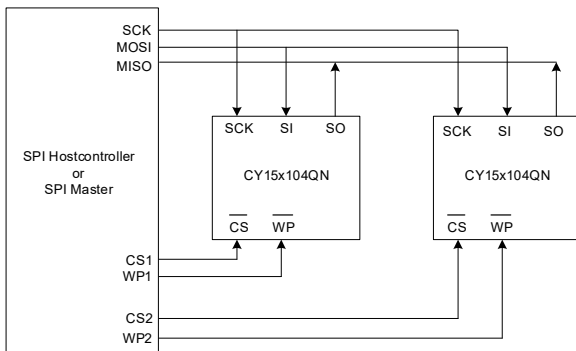 SCK
MOSI
MISO
SCK SI SO
SCK SI SO
SPI Hostcontroller
or
SPI Master
CY15x104QN
CY15x104QN
CS WP
CS WP
CS1
WP1
CS2
WP2